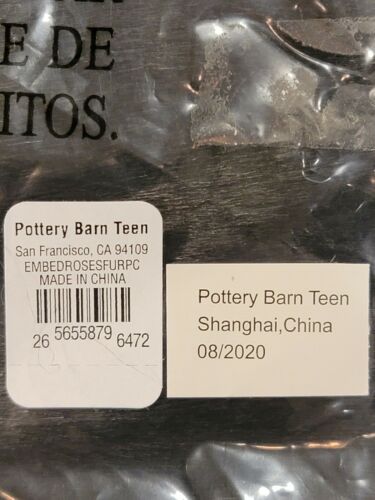 E DE
ITOS.
Pottery Barn Teen
San Francisco, CA 94109
EMBEDROSESFURPC
MADE IN CHINA
26 5655879 6472
Pottery Barn Teen
Shanghai,China
08/2020